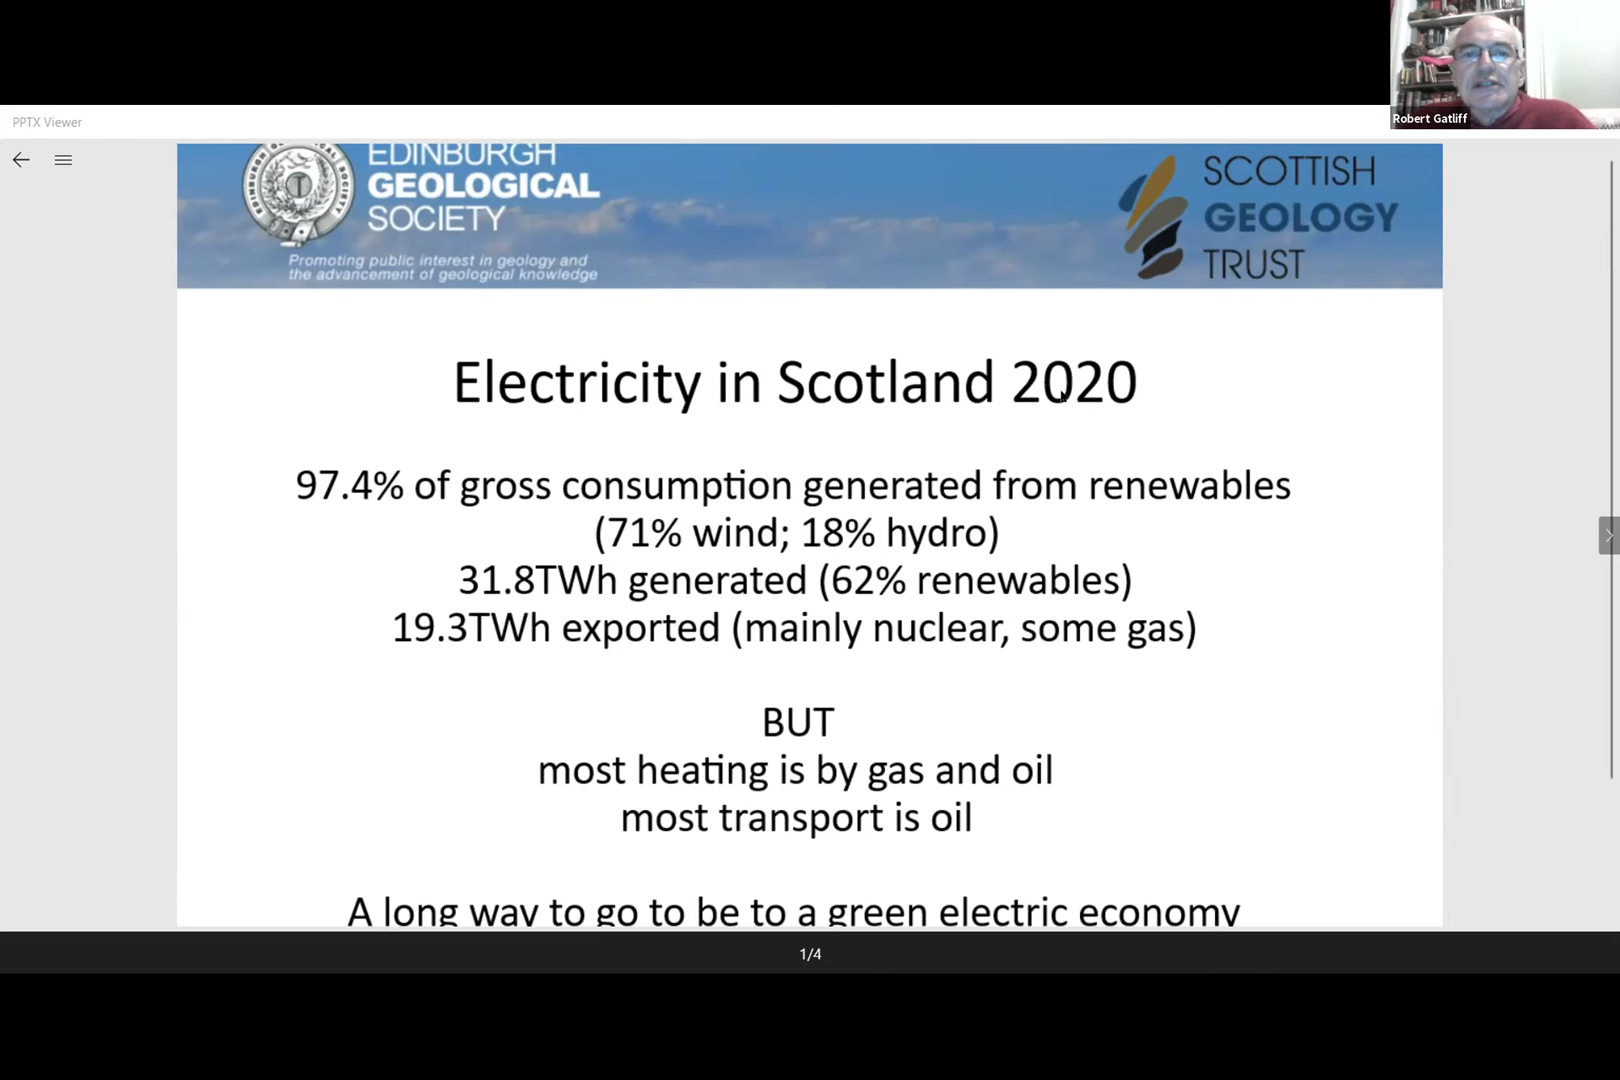 Robert Gatliff
PPTX Viewer
EDINBURGH
GEOLOGICAL
SOCIETY
Promoting public interest in geology and
the advancement of geological knowledge
SCOTTISH
GEOLOGY
TRUST
Electricity in Scotland 2020
97.4% of gross consumption generated from renewables
(71% wind; 18% hydro)
31.8TWh generated (62% renewables)
19.3TWh exported (mainly nuclear, some gas)
BUT
most heating is by gas and oil
most transport is oil
A long way to go to be to a green electric economy
1/4